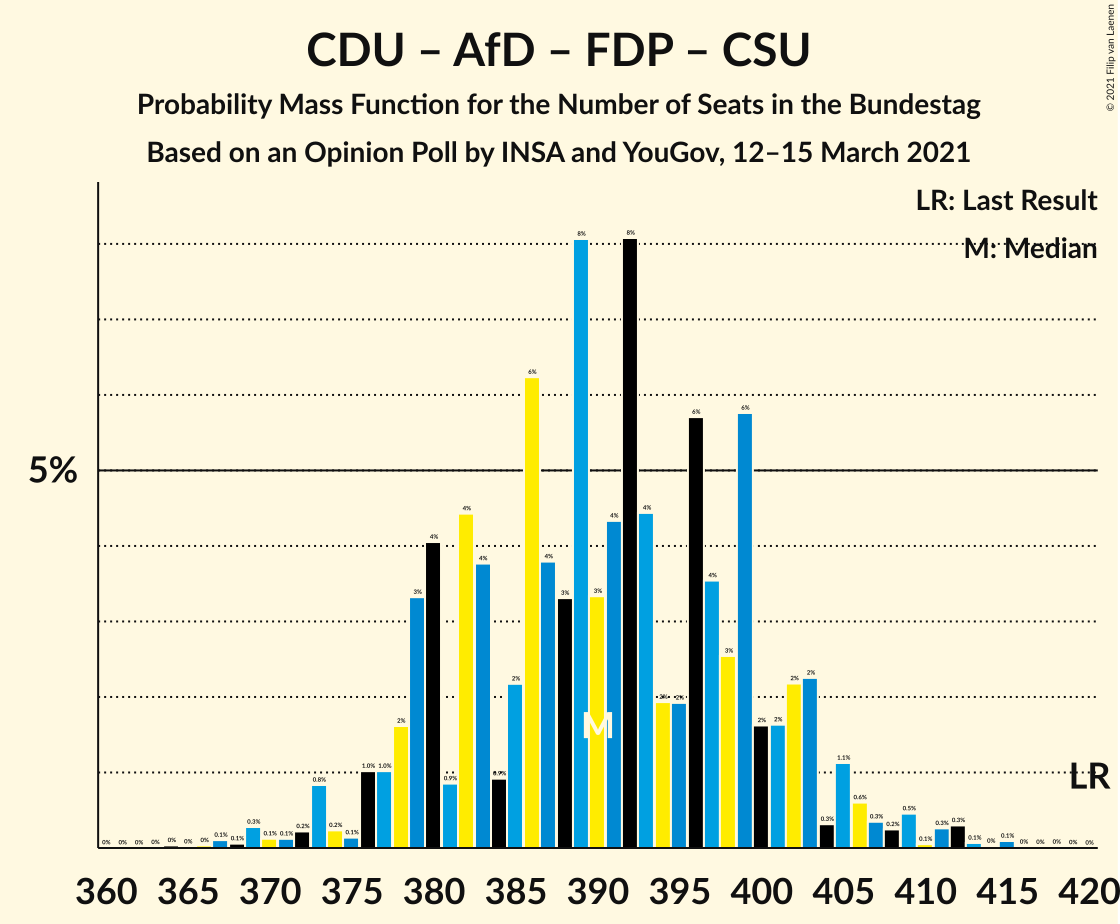 CDU – AfD – FDP – CSU
Probability Mass Function for the Number of Seats in the Bundestag
Based on an Opinion Poll by INSA and YouGov, 12–15 March 2021
© 2021 Filip van Laenen
LR: Last Result
M: Median
5%
0% 0% 0% 0% 0% 0% 0% 0.1% 0.1% 0.3% 0.1% 0.1% 0.2% 0.8% 0.2% 0.1% 1.0% 1.0% 2% 3% 4% 0.9% 4% 4% 0.9% 2% 6% 4% 3% 8% 3% 4% 8% 4% 2% 2% 6% 4% 3% 6% 2% 2% 2% 2% 0.3% 1.1% 0.6% 0.3% 0.2% 0.5% 0.1% 0.3% 0.3% 0.1% 0% 0.1% 0% 0% 0% 0% 0%
M
LR
360 365 370 375 380 385 390 395 400 405 410 415 420